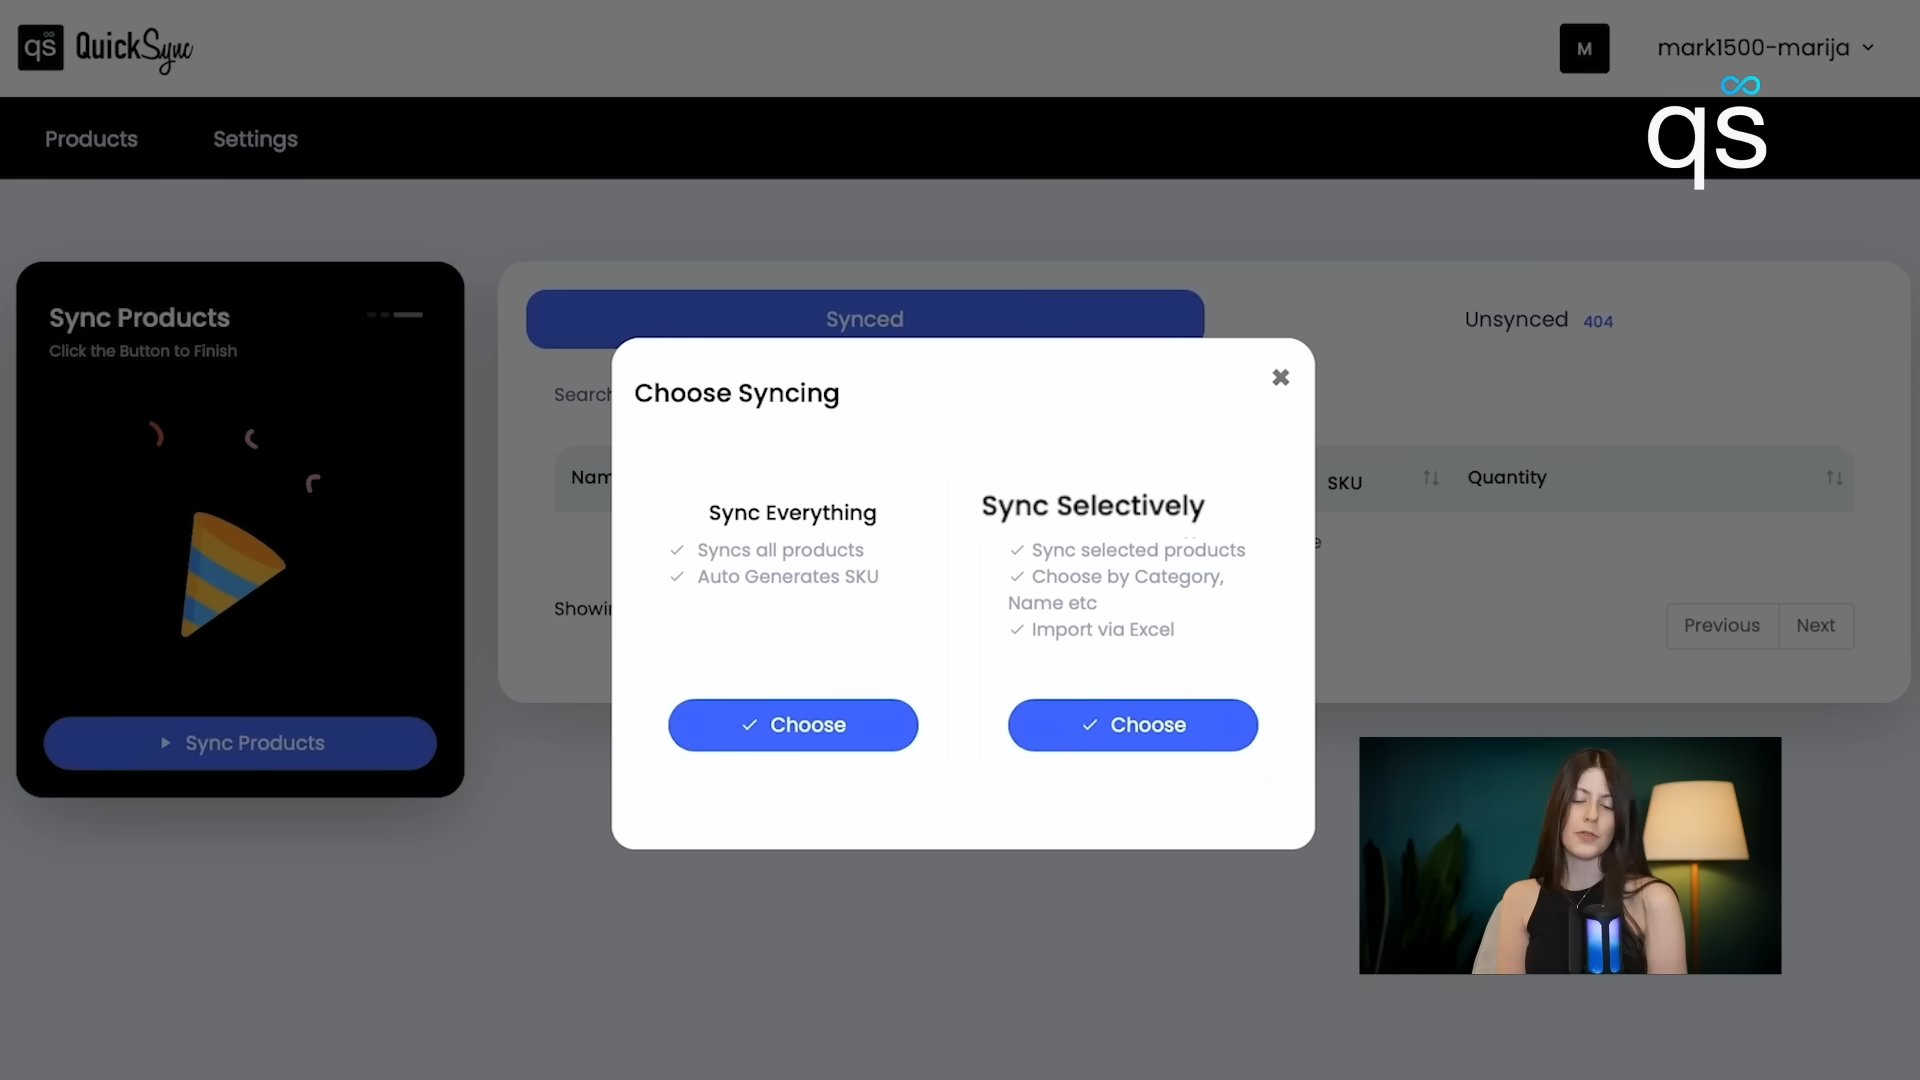 qs QuickSync
M
mark1500-marija
qs
Products
Settings
Sync Products
Click the Button to Finish
Sync Products
Synced
Unsynced 404
Search
Nam
SKU
Quantity
e
Showin
Previous
Next
Choose Syncing
✖
Sync Everything
✓ Syncs all products
✓ Auto Generates SKU
✓ Choose
Sync Selectively
✓ Sync selected products
✓ Choose by Category,
Name etc
✓ Import via Excel
✓ Choose